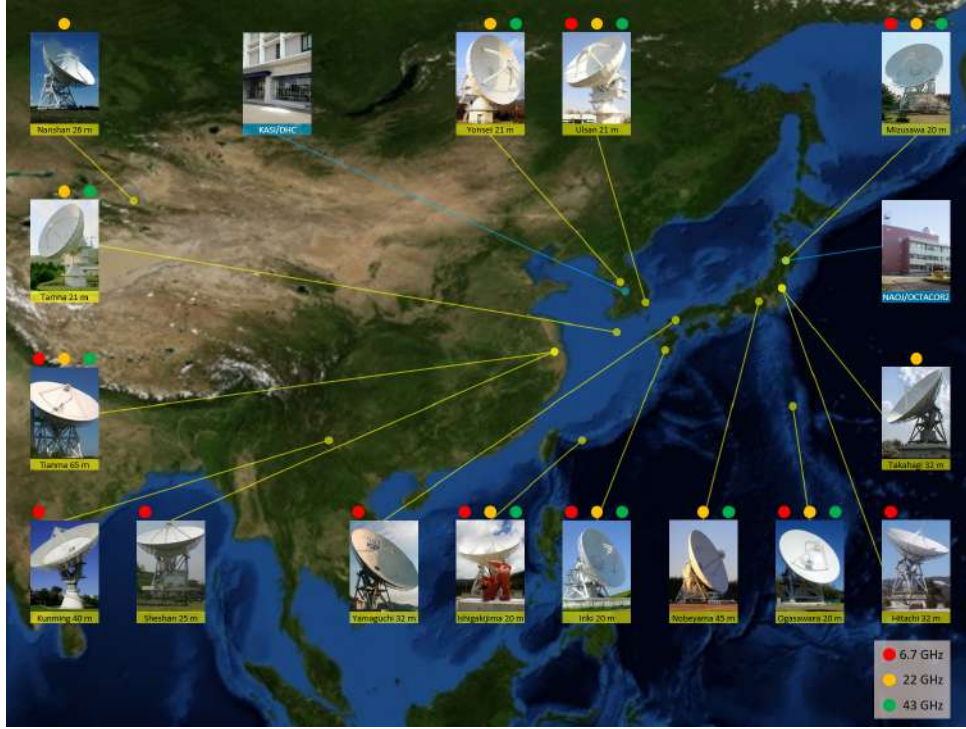 Nanshan 26 m
KASI/DHC
Yonsei 21 m
Ulsan 21 m
Mizusawa 20 m
Tamna 21 m
NAOJ/OCTACOR2
Tianma 65 m
Takahagi 32 m
Kunming 40 m
Sheshan 25 m
Yamaguchi 32 m
Ishigakijima 20 m
Iriki 20 m
Nobeyama 45 m
Ogasawara 20 m
Hitachi 32 m
6.7 GHz
22 GHz
43 GHz